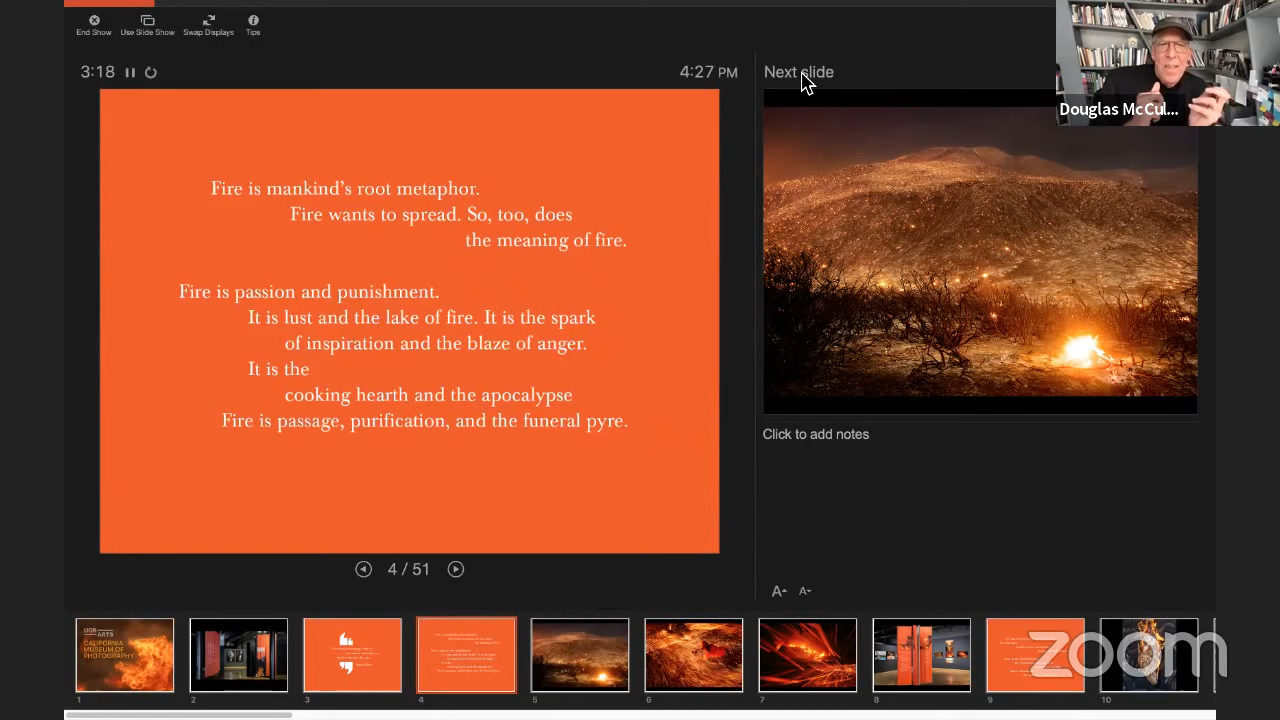 End Show
Use Slide Show
Swap Displays
Tips
3:18
4:27 PM
Next slide
Douglas McCul...
Fire is mankind’s root metaphor.
Fire wants to spread. So, too, does
the meaning of fire.
Fire is passion and punishment.
It is lust and the lake of fire. It is the spark
of inspiration and the blaze of anger.
It is the
cooking hearth and the apocalypse
Fire is passage, purification, and the funeral pyre.
Click to add notes
4 / 51
A
A
UCR
ARTS
CALIFORNIA
MUSEUM OF
PHOTOGRAPHY
zoom
1
2
3
4
5
6
7
8
9
10